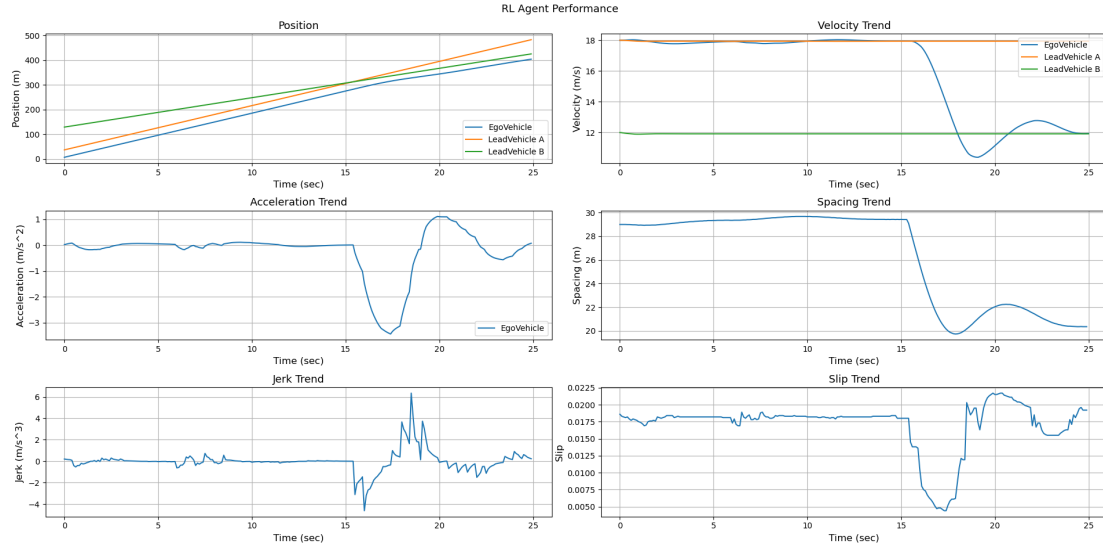 RL Agent Performance
Position
Position (m)
500
400
300
200
100
0
EgoVehicle
LeadVehicle A
LeadVehicle B
0 5 10 15 20 25
Time (sec)
Velocity Trend
Velocity (m/s)
18
16
14
12
EgoVehicle
LeadVehicle A
LeadVehicle B
0 5 10 15 20 25
Time (sec)
Acceleration Trend
Acceleration (m/s^2)
1
0
−1
−2
−3
EgoVehicle
0 5 10 15 20 25
Time (sec)
Spacing Trend
Spacing (m)
30
28
26
24
22
20
0 5 10 15 20 25
Time (sec)
Jerk Trend
Jerk (m/s^3)
6
4
2
0
−2
−4
0 5 10 15 20 25
Time (sec)
Slip Trend
Slip
0.0225
0.0200
0.0175
0.0150
0.0125
0.0100
0.0075
0.0050
0 5 10 15 20 25
Time (sec)